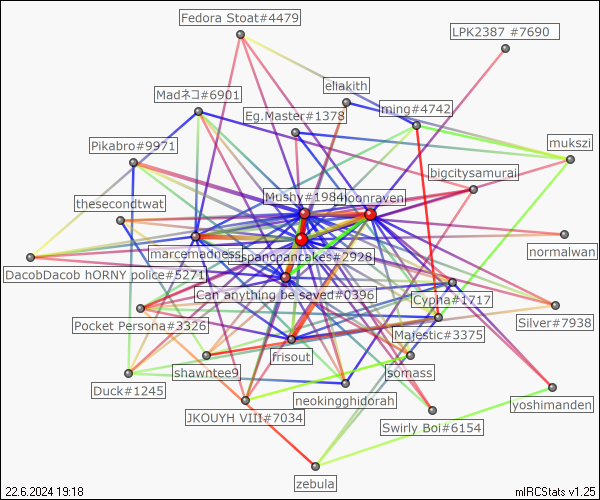 Fedora Stoat#4479
LPK2387 #7690
eliakith
Madネコ#6901
ming#4742
Eg.Master#1378
Pikabro#9971
mukszi
bigcitysamurai
Mushy#1984
thesecondtwat
normalwan
marcemadness
DacobDacob hORNY police#5271
Can anything be saved#0396
Cypha#1717
Silver#7938
Pocket Persona#3326
Majestic#3375
frisout
shawntee9
somass
Duck#1245
neokingghidorah
yoshimanden
JKOUYH VIII#7034
Swirly Boi#6154
zebula
22.6.2024 19:18
mIRCStats v1.25